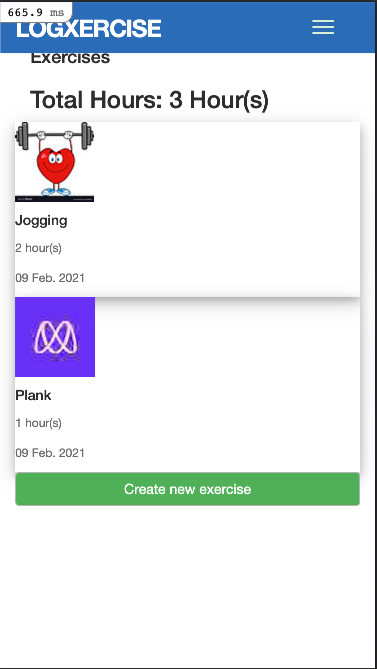 665.9 ms
LOGXERCISE
Exercises
Total Hours: 3 Hour(s)
Jogging
2 hour(s)
09 Feb. 2021
Plank
1 hour(s)
09 Feb. 2021
Create new exercise